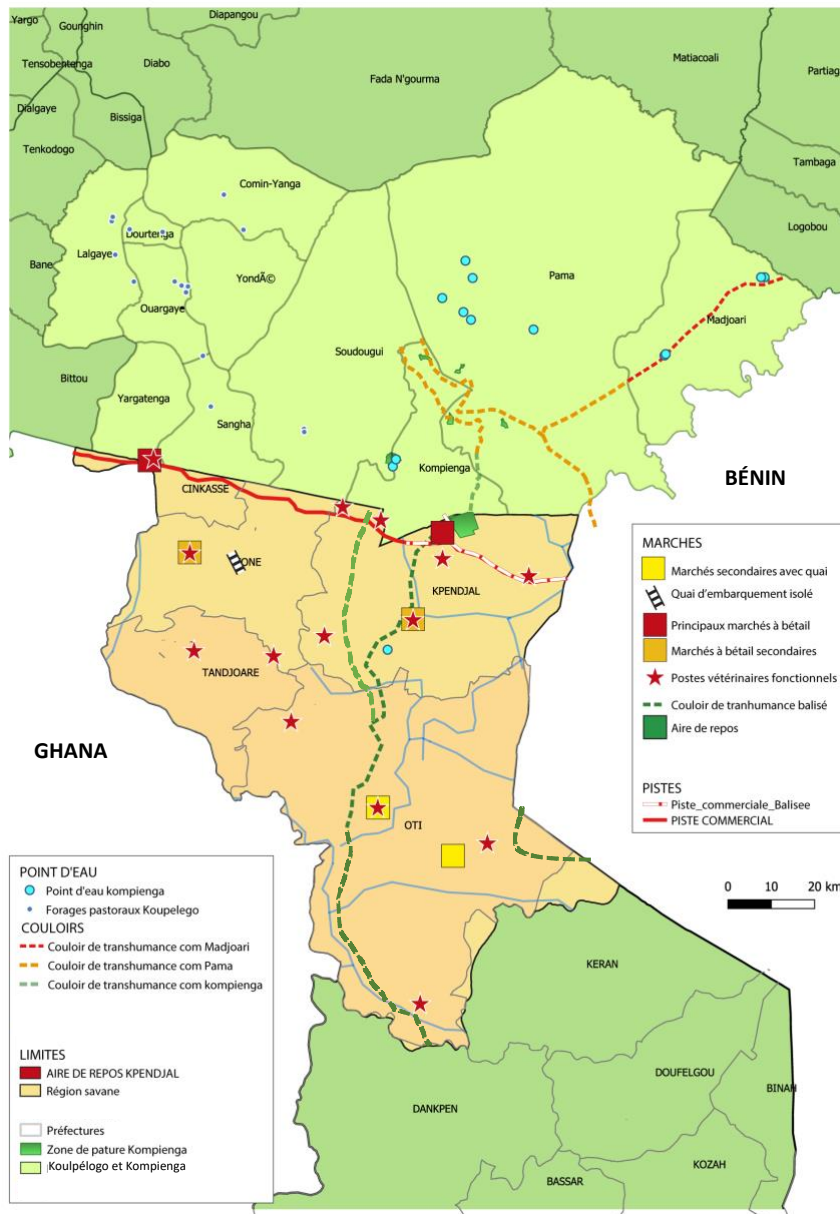 Yargo
Gounghin
Diapangou
Tensobentenga
Diabo
Fada N'gourma
Matiacoali
Partiag
Dialgaye
Bissiga
Tenkodogo
Tambaga
Comin-Yanga
Logobou
Dourtenga
Bane
Lalgaye
YondÃ©
Pama
Ouargaye
Madjoari
Soudougui
Bittou
Yargatenga
Sangha
Kompienga
BÉNIN
CINKASSE
TONE
KPENDJAL
TANDJOARE
GHANA
OTI
KERAN
DOUFELGOU
BINAH
DANKPEN
KOZAH
BASSAR
MARCHES
Marchés secondaires avec quai
Quai d'embarquement isolé
Principaux marchés à bétail
Marchés à bétail secondaires
Postes vétérinaires fonctionnels
Couloir de tranhumance balisé
Aire de repos
PISTES
Piste_commerciale_Balisee
PISTE COMMERCIAL
0 10 20 km
POINT D'EAU
Point d'eau kompienga
Forages pastoraux Koupelego
COULOIRS
Couloir de transhumance com Madjoari
Couloir de transhumance com Pama
Couloir de transhumance com kompienga
LIMITES
AIRE DE REPOS KPENDJAL
Région savane
Préfectures
Zone de pature Kompienga
Koulpélogo et Kompienga